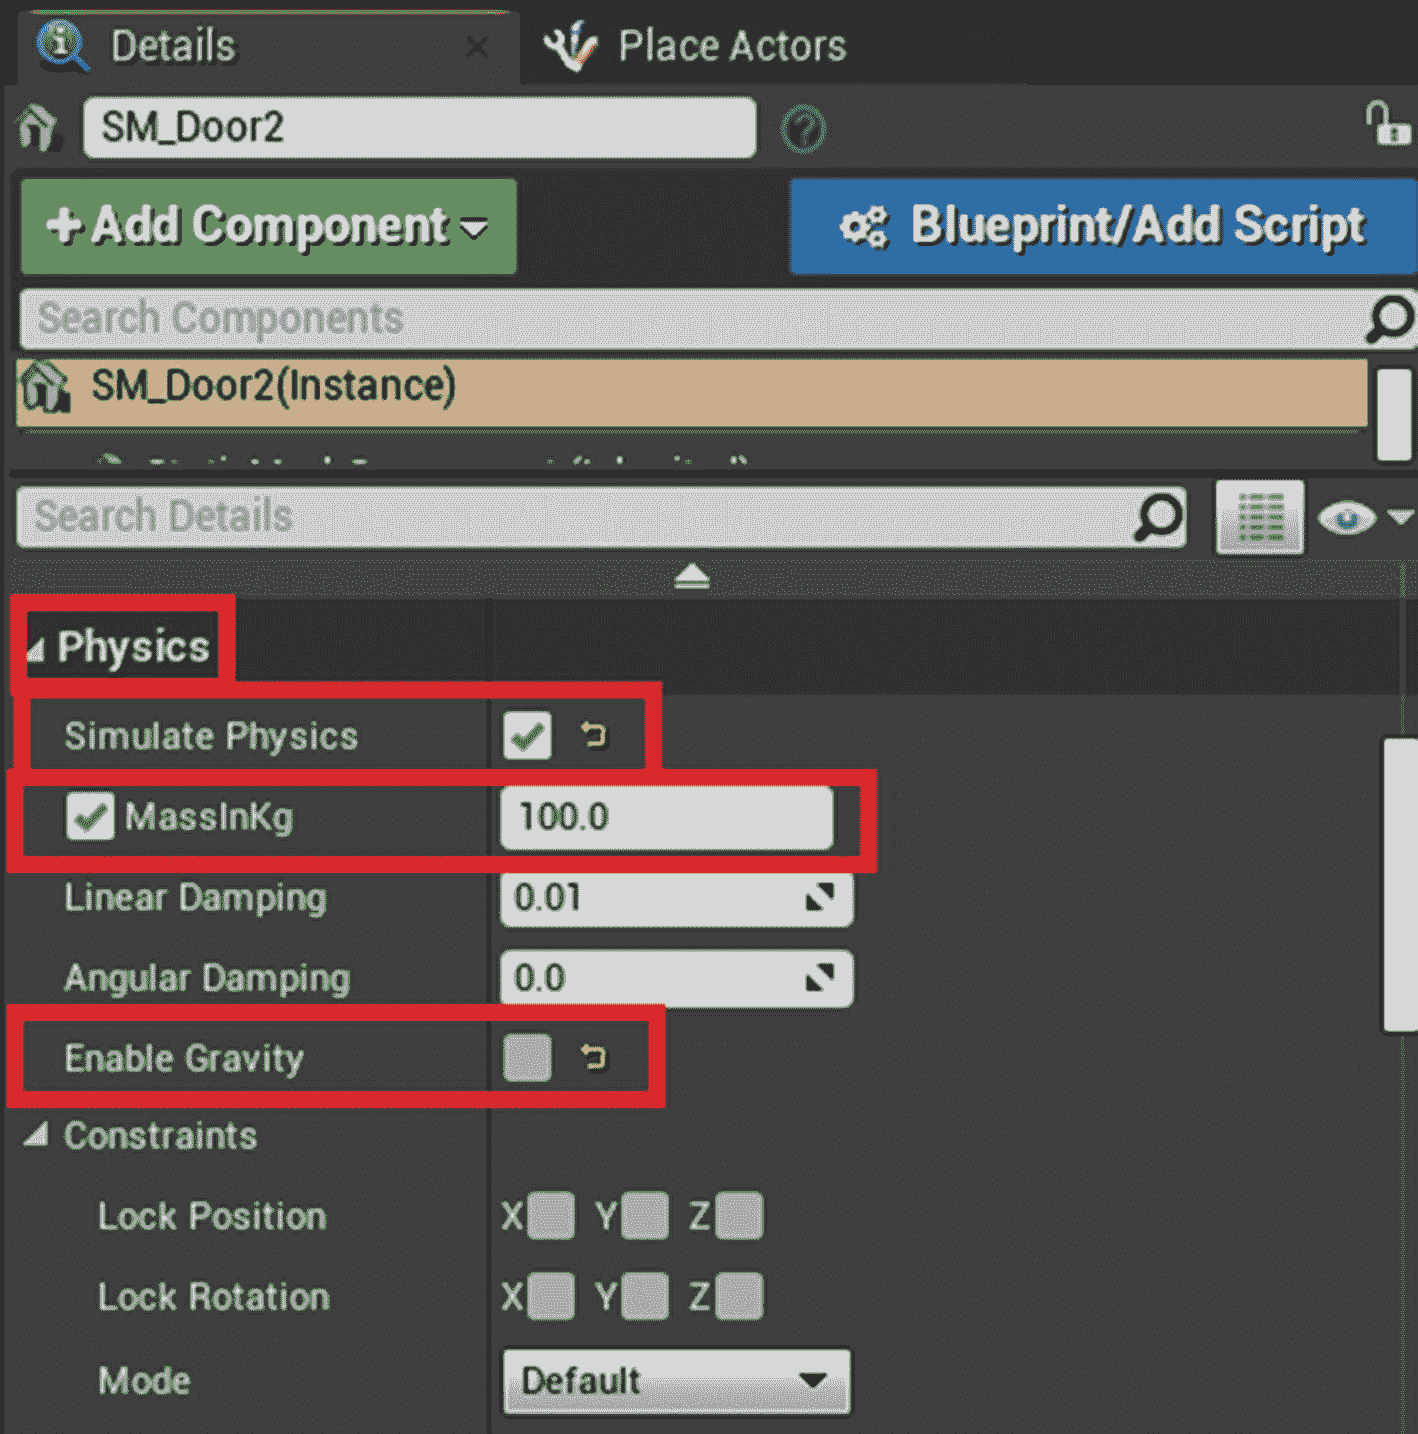 Details
Place Actors
SM_Door2
+Add Component
Blueprint/Add Script
Search Components
SM_Door2(Instance)
Search Details
Physics
Simulate Physics
MassInKg 100.0
Linear Damping 0.01
Angular Damping 0.0
Enable Gravity
Constraints
Lock Position X Y Z
Lock Rotation X Y Z
Mode Default